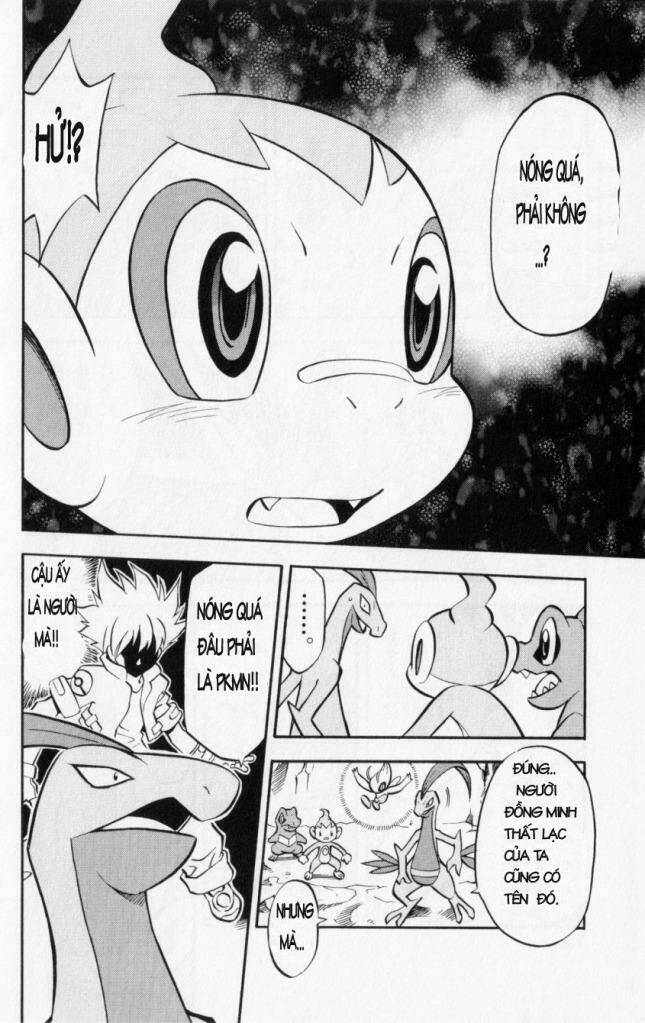 NÓNG QUÁ,
PHẢI KHÔNG
...?
HỬ!?
......
ĐÚNG..
NGƯỜI
ĐỒNG MINH
THẤT LẠC
CỦA TA
CŨNG CÓ
TÊN ĐÓ.
NHƯNG
MÀ...
NÓNG QUÁ
ĐÂU PHẢI
LÀ PKMN!!
CẬU ẤY
LÀ NGƯỜI
MÀ!!